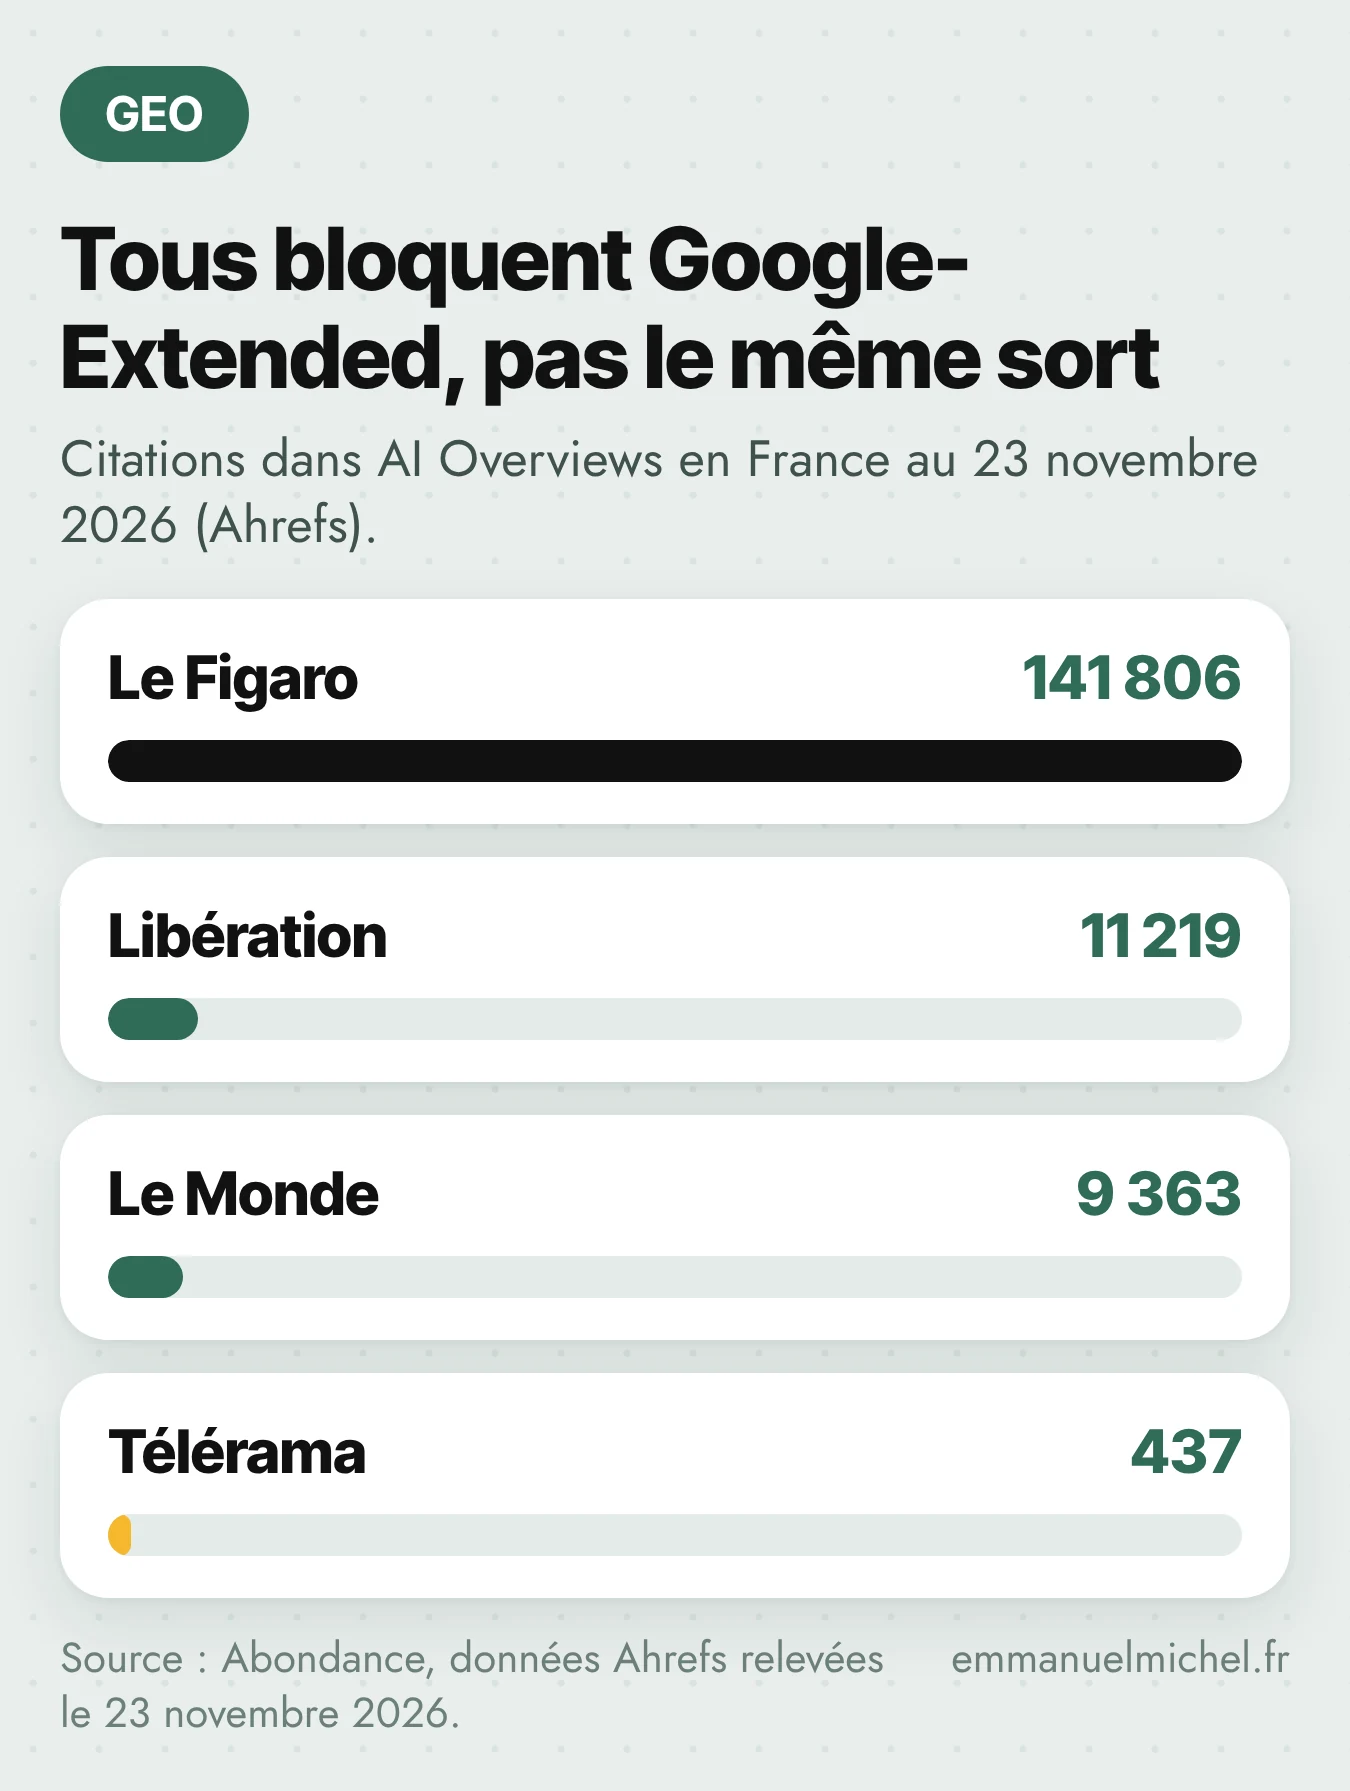 GEO
Tous bloquent Google-
Extended, pas le même sort
Citations dans AI Overviews en France au 23 novembre
2026 (Ahrefs).
Le Figaro 141 806
Libération 11 219
Le Monde 9 363
Télérama 437
Source : Abondance, données Ahrefs relevées
le 23 novembre 2026.
emmanuelmichel.fr